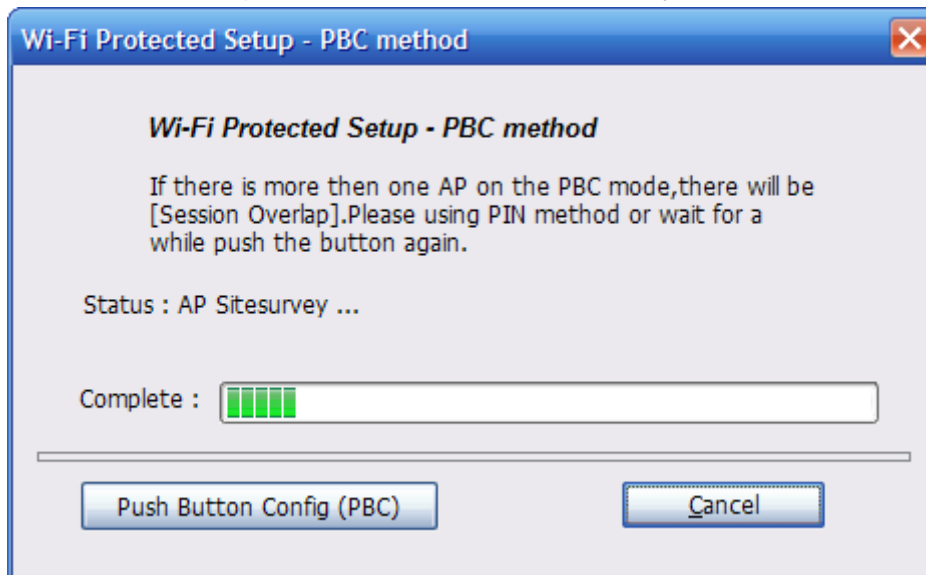 Wi-Fi Protected Setup - PBC method
Wi-Fi Protected Setup - PBC method
If there is more then one AP on the PBC mode,there will be
[Session Overlap].Please using PIN method or wait for a
while push the button again.
Status : AP Sitesurvey ...
Complete :
Push Button Config (PBC)
Cancel